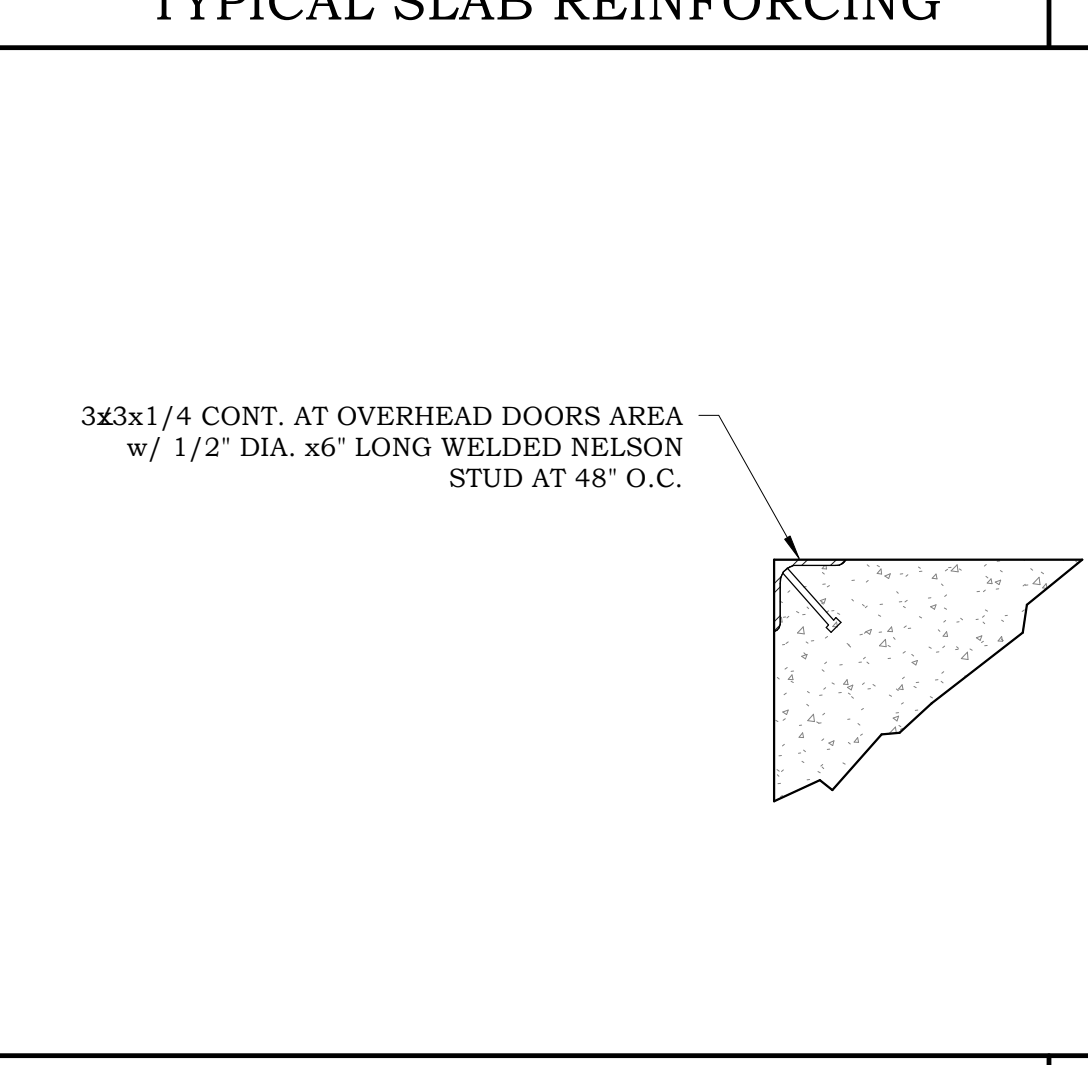 TYPICAL SLAB REINFORCING
3x3x1/4 CONT. AT OVERHEAD DOORS AREA
w/ 1/2" DIA. x6" LONG WELDED NELSON
STUD AT 48" O.C.